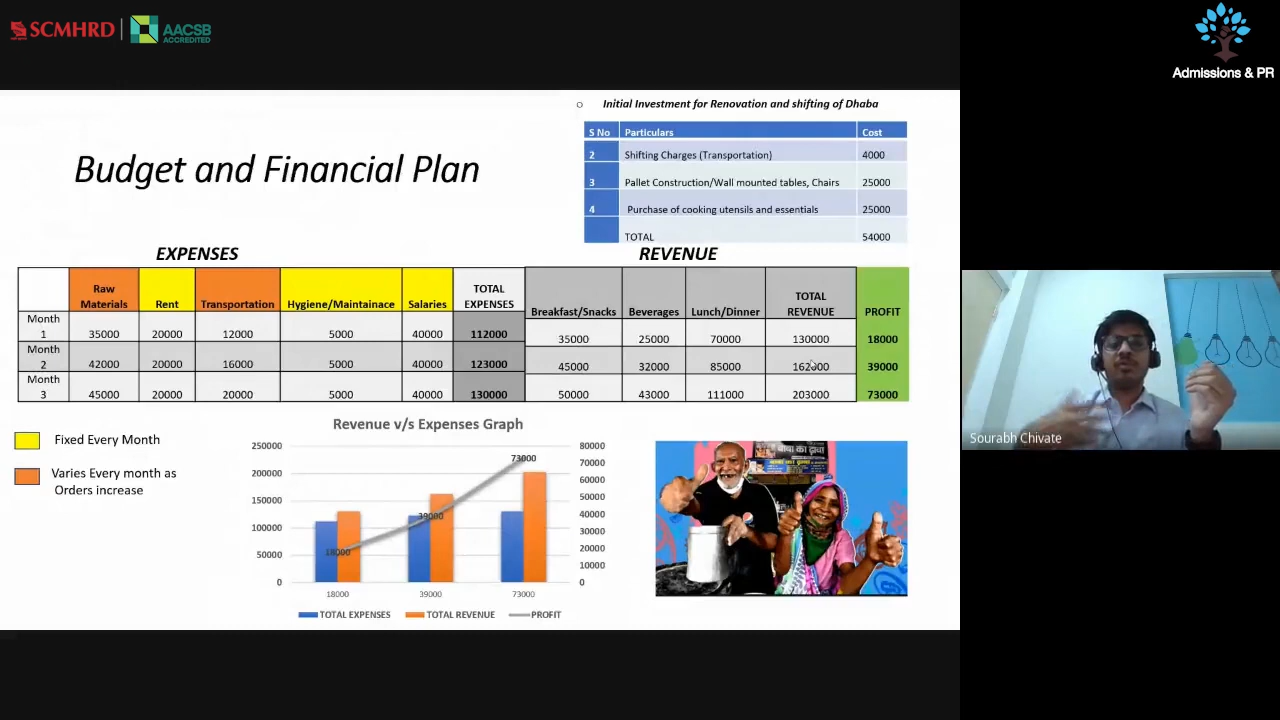 SCMHRD
AACSB
ACCREDITED
Admissions & PR
Initial Investment for Renovation and shifting of Dhaba
S No Particulars Cost
2 Shifting Charges (Transportation) 4000
3 Pallet Construction/Wall mounted tables, Chairs 25000
4 Purchase of cooking utensils and essentials 25000
TOTAL 54000
Budget and Financial Plan
EXPENSES
REVENUE
Raw Materials Rent Transportation Hygiene/Maintainace Salaries TOTAL EXPENSES Breakfast/Snacks Beverages Lunch/Dinner TOTAL REVENUE PROFIT
Month 1 35000 20000 12000 5000 40000 112000 35000 25000 70000 130000 18000
Month 2 42000 20000 16000 5000 40000 123000 45000 32000 85000 162000 39000
Month 3 45000 20000 20000 5000 40000 130000 50000 43000 111000 203000 73000
Fixed Every Month
Varies Every month as
Orders increase
Revenue v/s Expenses Graph
250000 80000
200000 70000
150000 60000
100000 50000
50000 40000
0 30000
20000
10000
0
18000 39000 73000
18000 39000 73000
TOTAL EXPENSES TOTAL REVENUE PROFIT
Sourabh Chivate